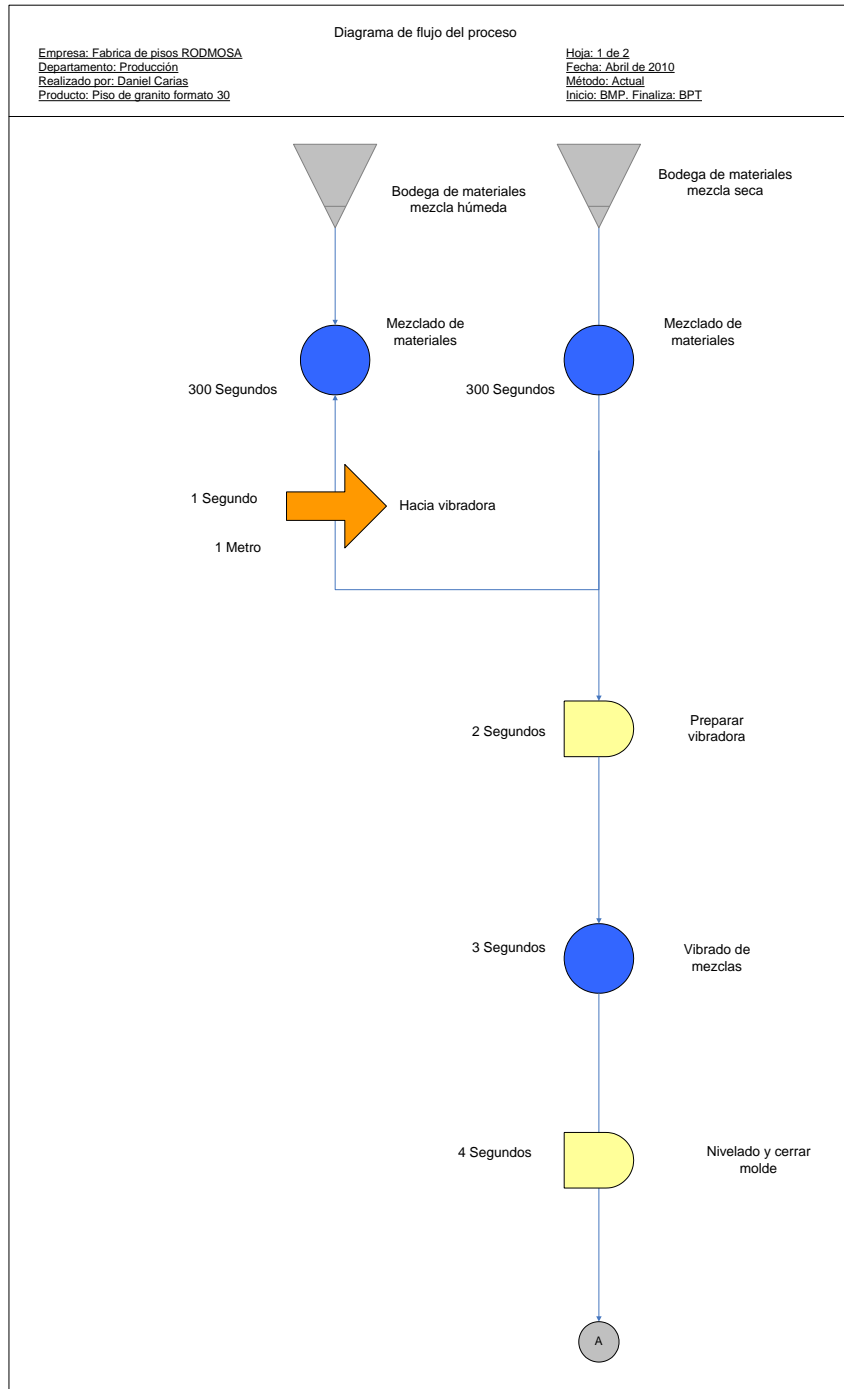 Diagrama de flujo del proceso
Empresa: Fabrica de pisos RODMOSA
Departamento: Producción
Realizado por: Daniel Carias
Producto: Piso de granito formato 30
Hoja: 1 de 2
Fecha: Abril de 2010
Método: Actual
Inicio: BMP. Finaliza: BPT
Bodega de materiales
mezcla húmeda
Bodega de materiales
mezcla seca
Mezclado de
materiales
300 Segundos
Mezclado de
materiales
300 Segundos
1 Segundo
Hacia vibradora
1 Metro
2 Segundos
Preparar
vibradora
3 Segundos
Vibrado de
mezclas
4 Segundos
Nivelado y cerrar
molde
A